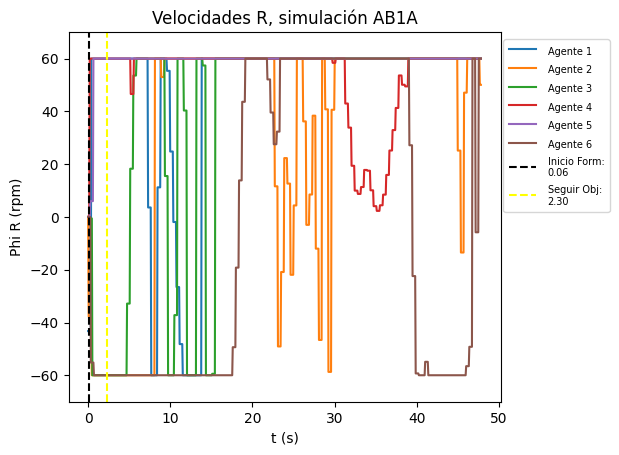 Velocidades R, simulación AB1A
Phi R (rpm)
60
40
20
0
−20
−40
−60
0
10
20
30
40
50
t (s)
Agente 1
Agente 2
Agente 3
Agente 4
Agente 5
Agente 6
Inicio Form:
0.06
Seguir Obj:
2.30